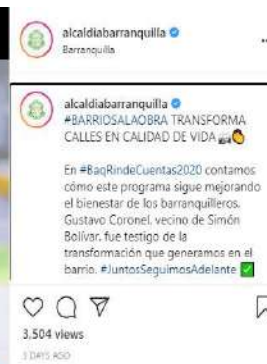 alcaldiabarranquilla
Barranquilla
alcaldiabarranquilla
#BARRIOSALAOBRA TRANSFORMA
CALLES EN CALIDAD DE VIDA
En #BaqRindeCuentas2020 contamos
cómo este programa sigue mejorando
el bienestar de los barranquilleros.
Gustavo Coronel, vecino de Simón
Bolívar, fue testigo de la
transformación que generamos en el
barrio. #JuntosSeguimosAdelante
3,504 views
3 DAYS AGO